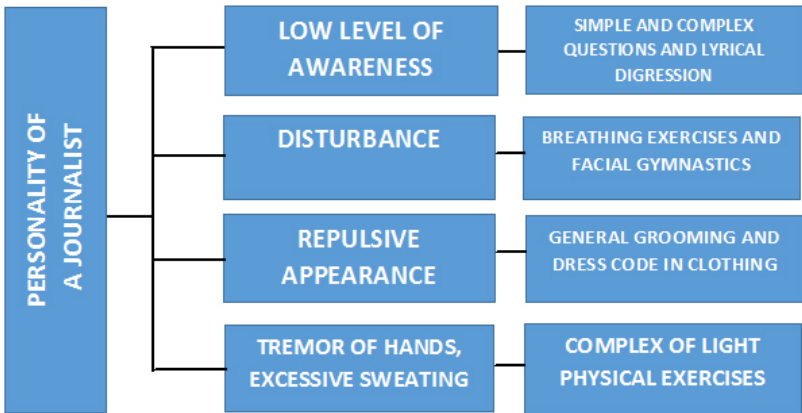 PERSONALITY OF
A JOURNALIST
LOW LEVEL OF
AWARENESS
SIMPLE AND COMPLEX
QUESTIONS AND LYRICAL
DIGRESSION
DISTURBANCE
BREATHING EXERCISES AND
FACIAL GYMNASTICS
REPULSIVE
APPEARANCE
GENERAL GROOMING AND
DRESS CODE IN CLOTHING
TREMOR OF HANDS,
EXCESSIVE SWEATING
COMPLEX OF LIGHT
PHYSICAL EXERCISES